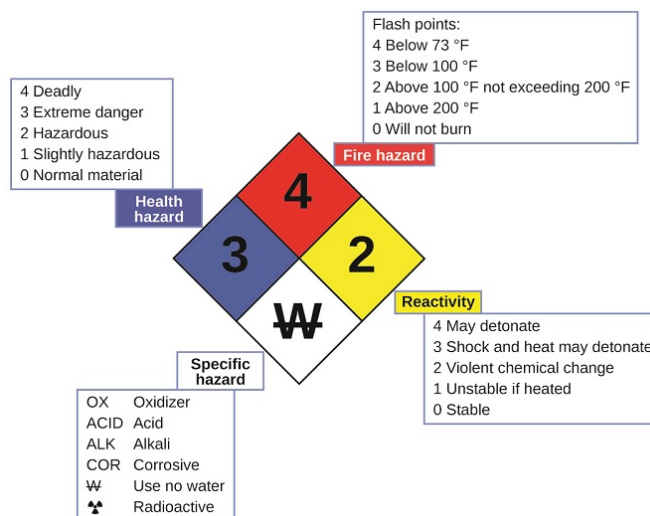 Flash points:
4 Below 73 °F
3 Below 100 °F
2 Above 100 °F not exceeding 200 °F
1 Above 200 °F
0 Will not burn
Fire hazard
4 Deadly
3 Extreme danger
2 Hazardous
1 Slightly hazardous
0 Normal material
Health
hazard
4
3
2
W̶
Reactivity
4 May detonate
3 Shock and heat may detonate
2 Violent chemical change
1 Unstable if heated
0 Stable
Specific
hazard
OX Oxidizer
ACID Acid
ALK Alkali
COR Corrosive
W̶ Use no water
☢ Radioactive